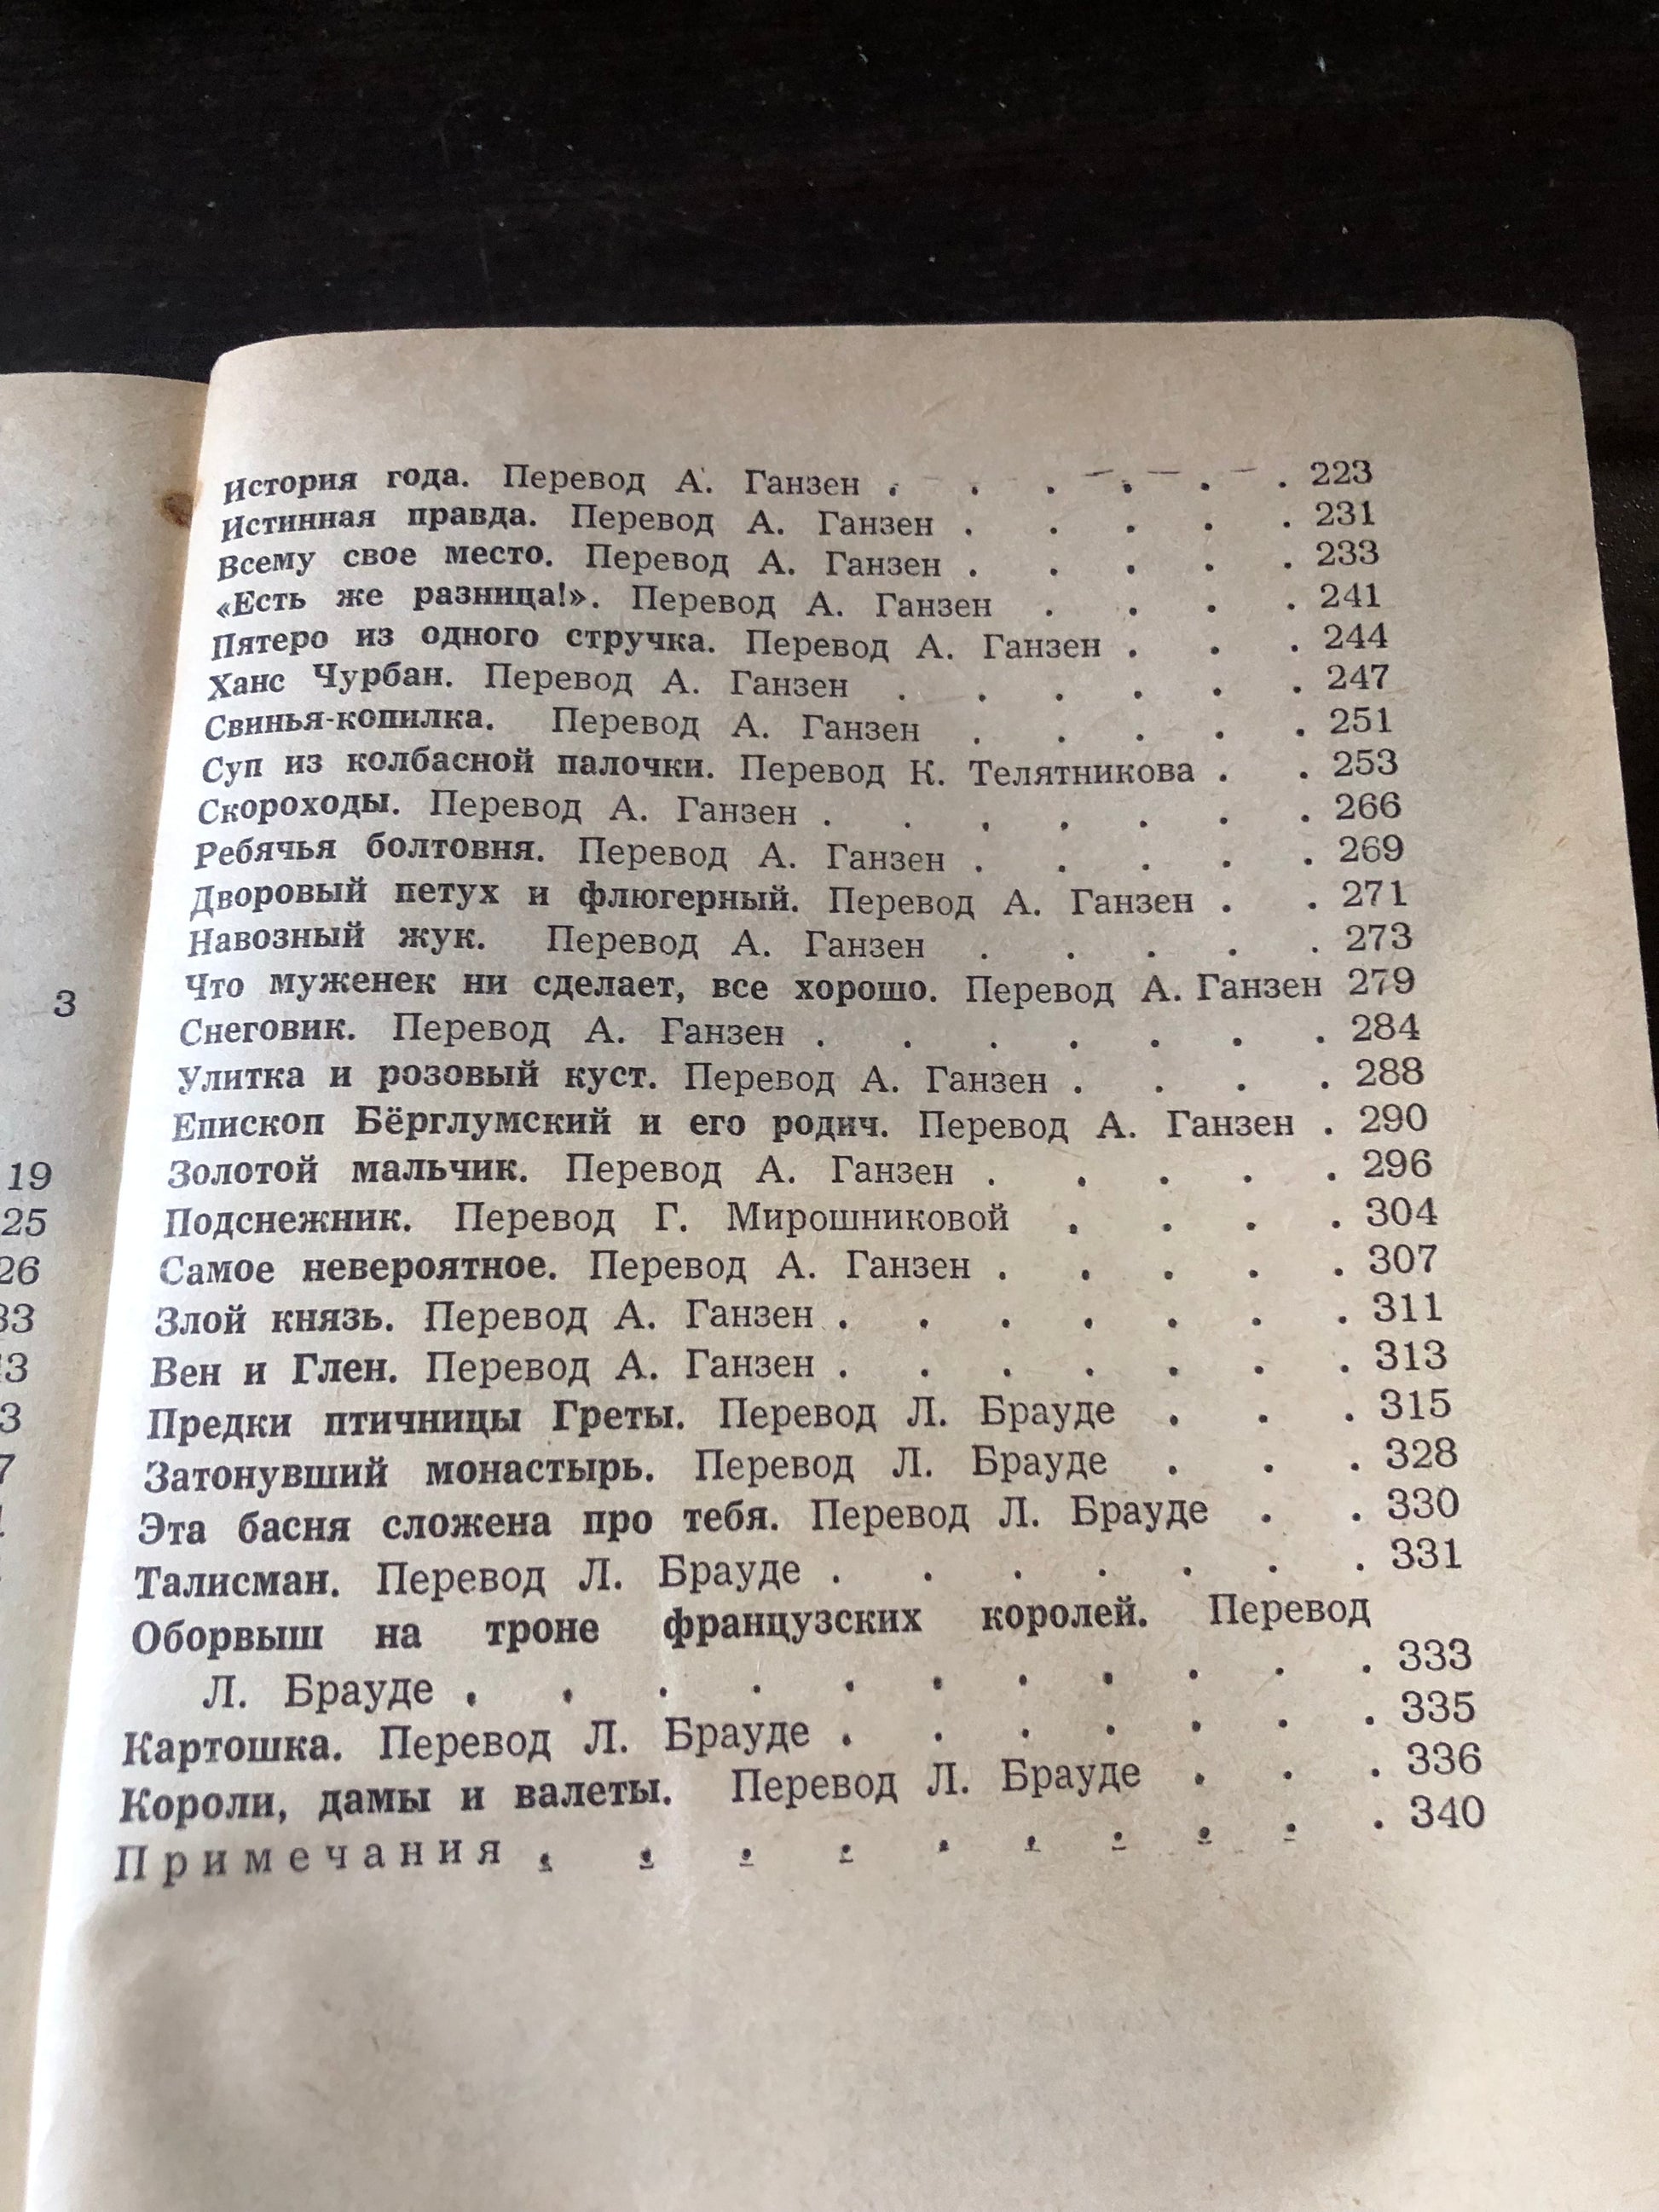 История года. Перевод А. Ганзен . . . . . . 223
Истинная правда. Перевод А. Ганзен . . . . . 231
Всему свое место. Перевод А. Ганзен . . . . . 233
«Есть же разница!». Перевод А. Ганзен . . . . 241
Пятеро из одного стручка. Перевод А. Ганзен . . . 244
Ханс Чурбан. Перевод А. Ганзен . . . . . . 247
Свинья-копилка. Перевод А. Ганзен . . . . . 251
Суп из колбасной палочки. Перевод К. Телятникова . . 253
Скороходы. Перевод А. Ганзен . . . . . . . 266
Ребячья болтовня. Перевод А. Ганзен . . . . . 269
Дворовый петух и флюгерный. Перевод А. Ганзен . . 271
Навозный жук. Перевод А. Ганзен . . . . . 273
Что муженек ни сделает, все хорошо. Перевод А. Ганзен 279
Снеговик. Перевод А. Ганзен . . . . . . . 284
Улитка и розовый куст. Перевод А. Ганзен . . . . 288
Епископ Бёрглумский и его родич. Перевод А. Ганзен . 290
Золотой мальчик. Перевод А. Ганзен . . . . . 296
Подснежник. Перевод Г. Мирошниковой . . . . 304
Самое невероятное. Перевод А. Ганзен . . . . . 307
Злой князь. Перевод А. Ганзен . . . . . . . 311
Вен и Глен. Перевод А. Ганзен . . . . . . . 313
Предки птичницы Греты. Перевод Л. Брауде . . . 315
Затонувший монастырь. Перевод Л. Брауде . . . 328
Эта басня сложена про тебя. Перевод Л. Брауде . . 330
Талисман. Перевод Л. Брауде . . . . . . . 331
Оборвыш на троне французских королей. Перевод
Л. Брауде . . . . . . . . . . . 333
Картошка. Перевод Л. Брауде . . . . . . . 335
Короли, дамы и валеты. Перевод Л. Брауде . . . 336
Примечания . . . . . . . . . . 340
3
19
25
26